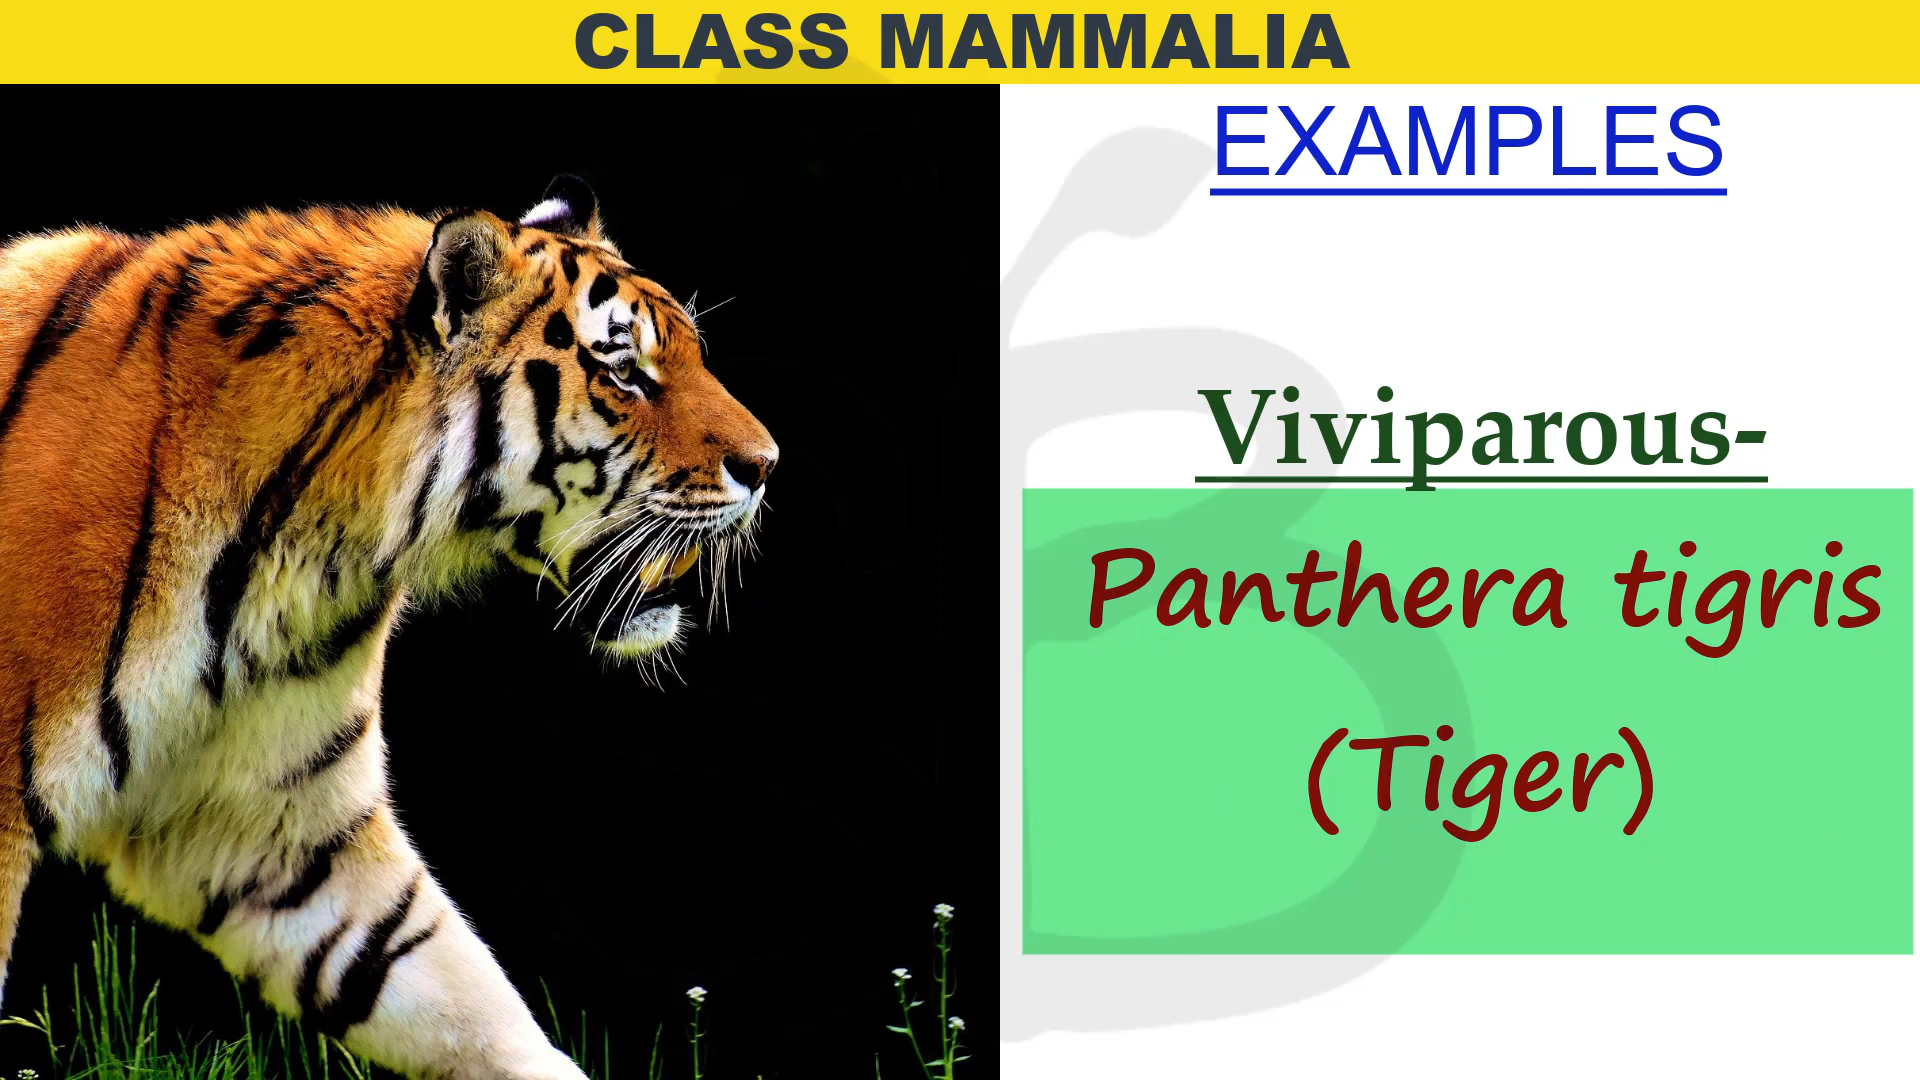 CLASS MAMMALIA
EXAMPLES
Viviparous-
Panthera tigris
(Tiger)